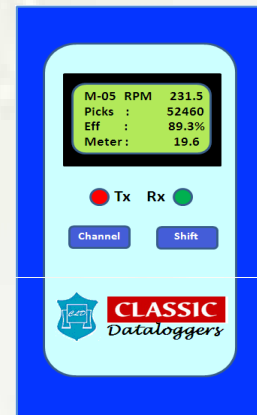 M-05 RPM 231.5
Picks : 52460
Eff : 89.3%
Meter : 19.6
Tx Rx
Channel Shift
CLASSIC
Dataloggers